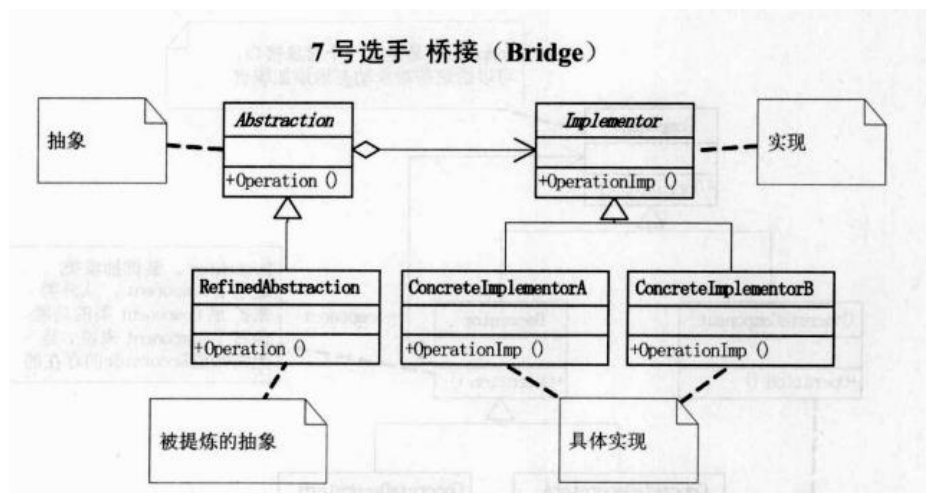 7 号选手 桥接（Bridge）
抽象
Abstraction
+Operation ()
Implementor
+OperationImp ()
实现
RefinedAbstraction
+Operation ()
ConcreteImplementorA
+OperationImp ()
ConcreteImplementorB
+OperationImp ()
被提炼的抽象
具体实现